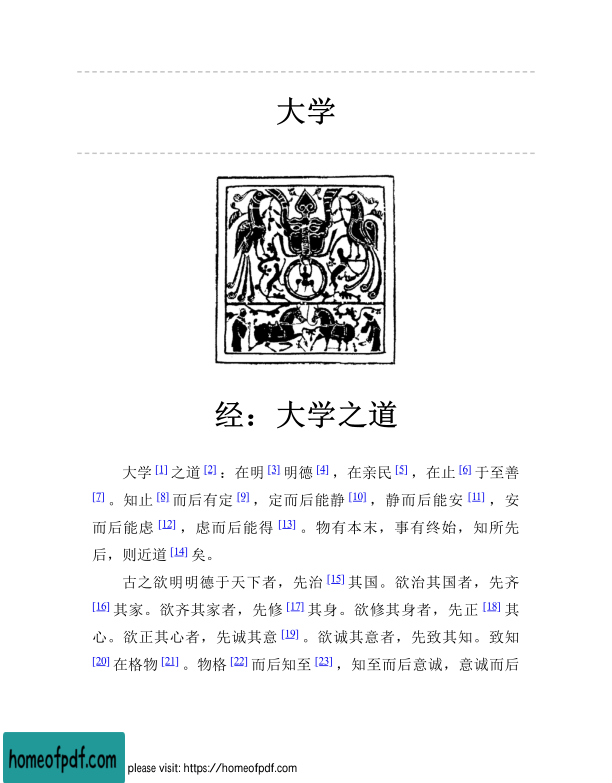 大学
经：大学之道
大学 [1] 之道 [2] ：在明 [3] 明德 [4] ，在亲民 [5] ，在止 [6] 于至善
[7] 。知止 [8] 而后有定 [9] ，定而后能静 [10] ，静而后能安 [11] ，安
而后能虑 [12] ，虑而后能得 [13] 。物有本末，事有终始，知所先
后，则近道 [14] 矣。
古之欲明明德于天下者，先治 [15] 其国。欲治其国者，先齐
[16] 其家。欲齐其家者，先修 [17] 其身。欲修其身者，先正 [18] 其
心。欲正其心者，先诚其意 [19] 。欲诚其意者，先致其知。致知
[20] 在格物 [21] 。物格 [22] 而后知至 [23] ，知至而后意诚，意诚而后
homeofpdf.com please visit: https://homeofpdf.com